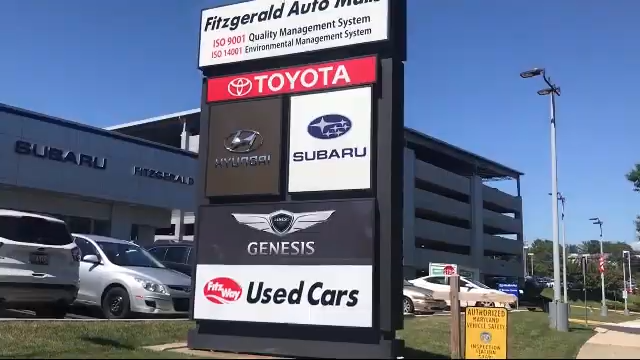 Fitzgerald Auto Malls
ISO 9001 Quality Management System
ISO 14001 Environmental Management System
TOYOTA
HYUNDAI
SUBARU
GENESIS
FitzWay Used Cars
SUBARU
FITZGERALD
AUTHORIZED
MARYLAND
VEHICLE SAFETY
INSPECTION
STATION